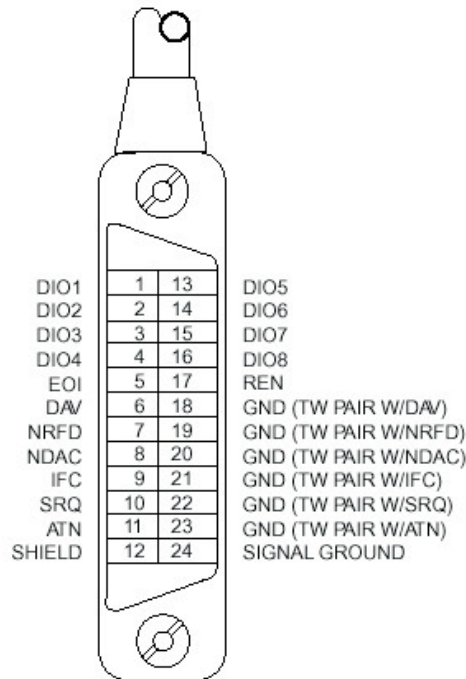 DIO1 1 13 DIO5
DIO2 2 14 DIO6
DIO3 3 15 DIO7
DIO4 4 16 DIO8
EOI 5 17 REN
DAV 6 18 GND (TW PAIR W/DAV)
NRFD 7 19 GND (TW PAIR W/NRFD)
NDAC 8 20 GND (TW PAIR W/NDAC)
IFC 9 21 GND (TW PAIR W/IFC)
SRQ 10 22 GND (TW PAIR W/SRQ)
ATN 11 23 GND (TW PAIR W/ATN)
SHIELD 12 24 SIGNAL GROUND